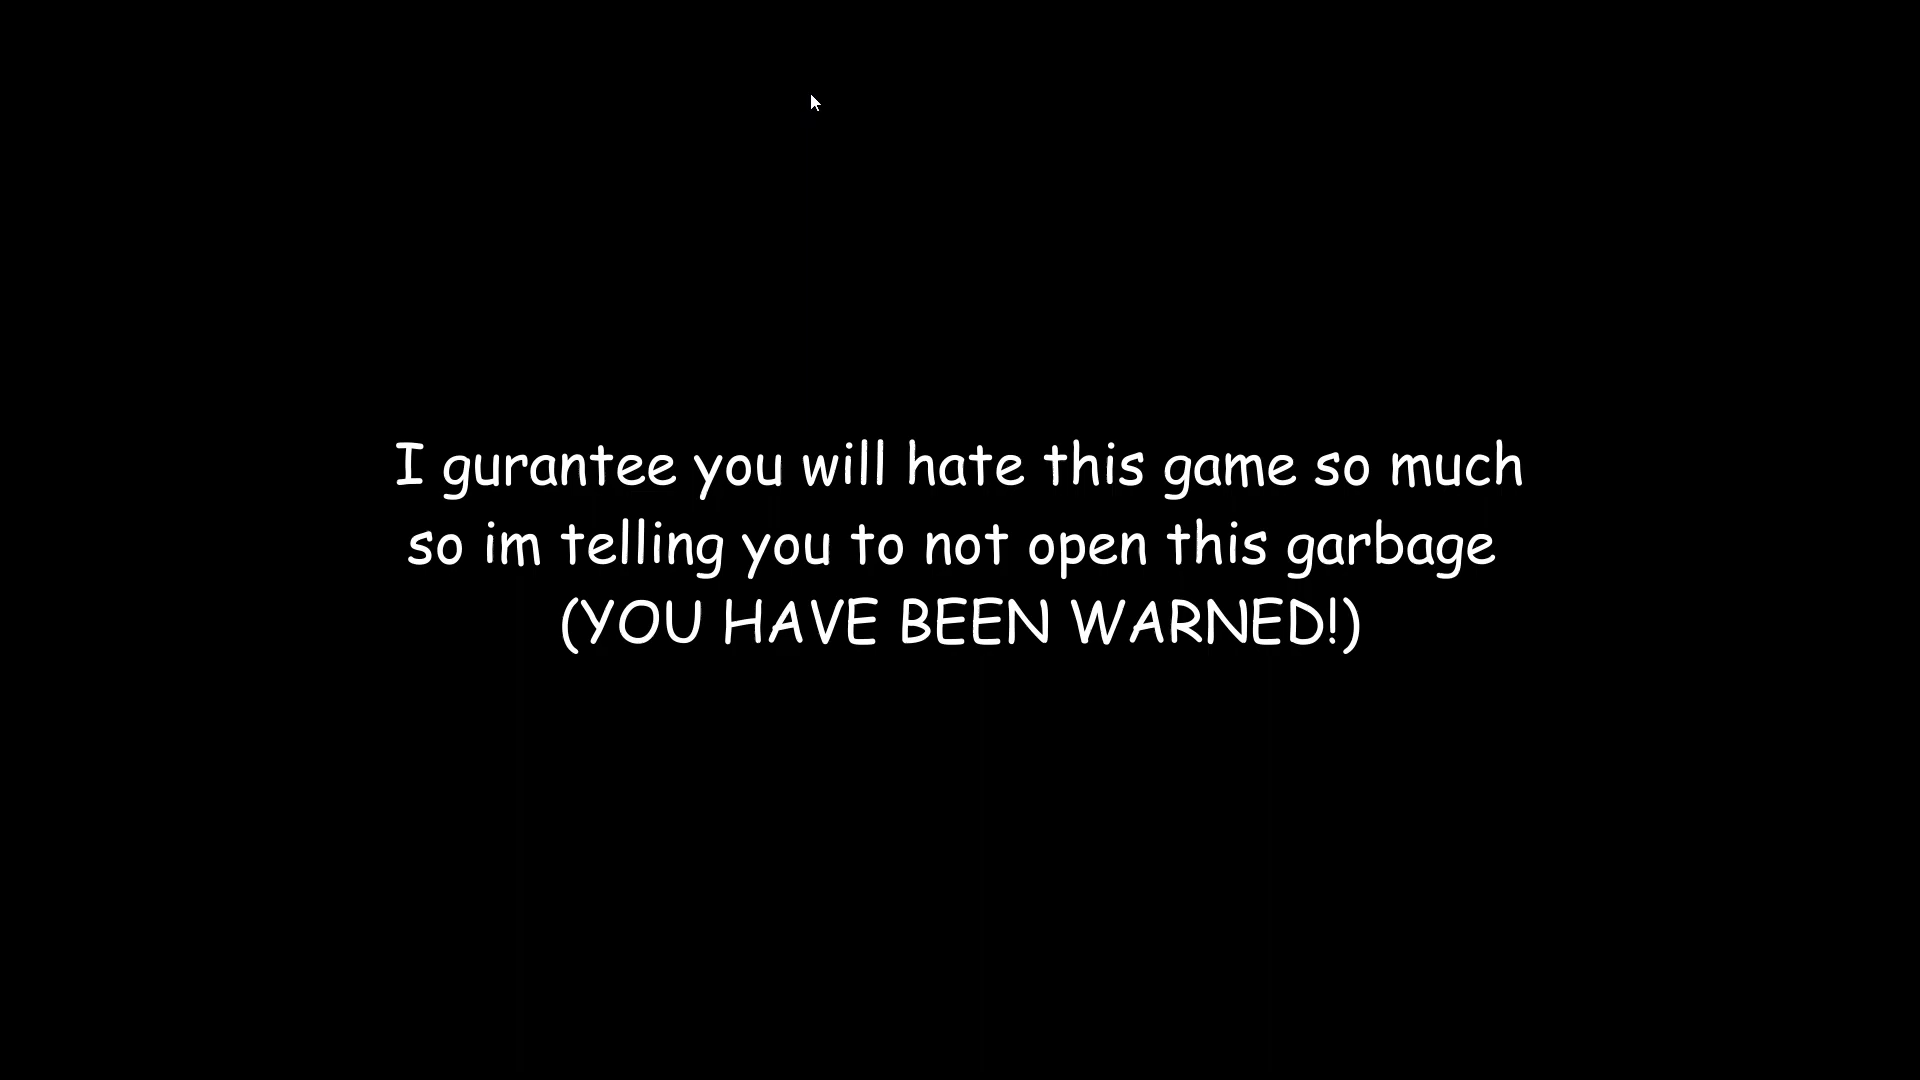 I gurantee you will hate this game so much
so im telling you to not open this garbage
(YOU HAVE BEEN WARNED!)